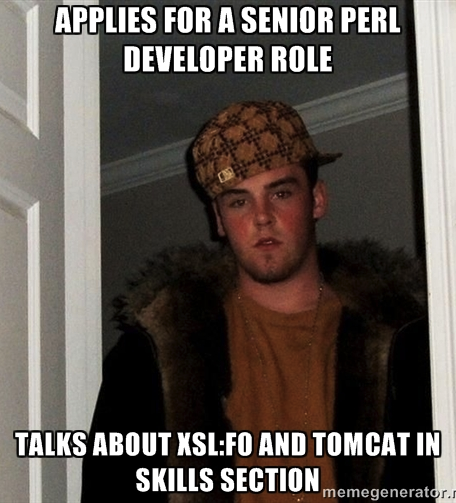 APPLIES FOR A SENIOR PERL
DEVELOPER ROLE
TALKS ABOUT XSL:FO AND TOMCAT IN
SKILLS SECTION
memegenerator.n